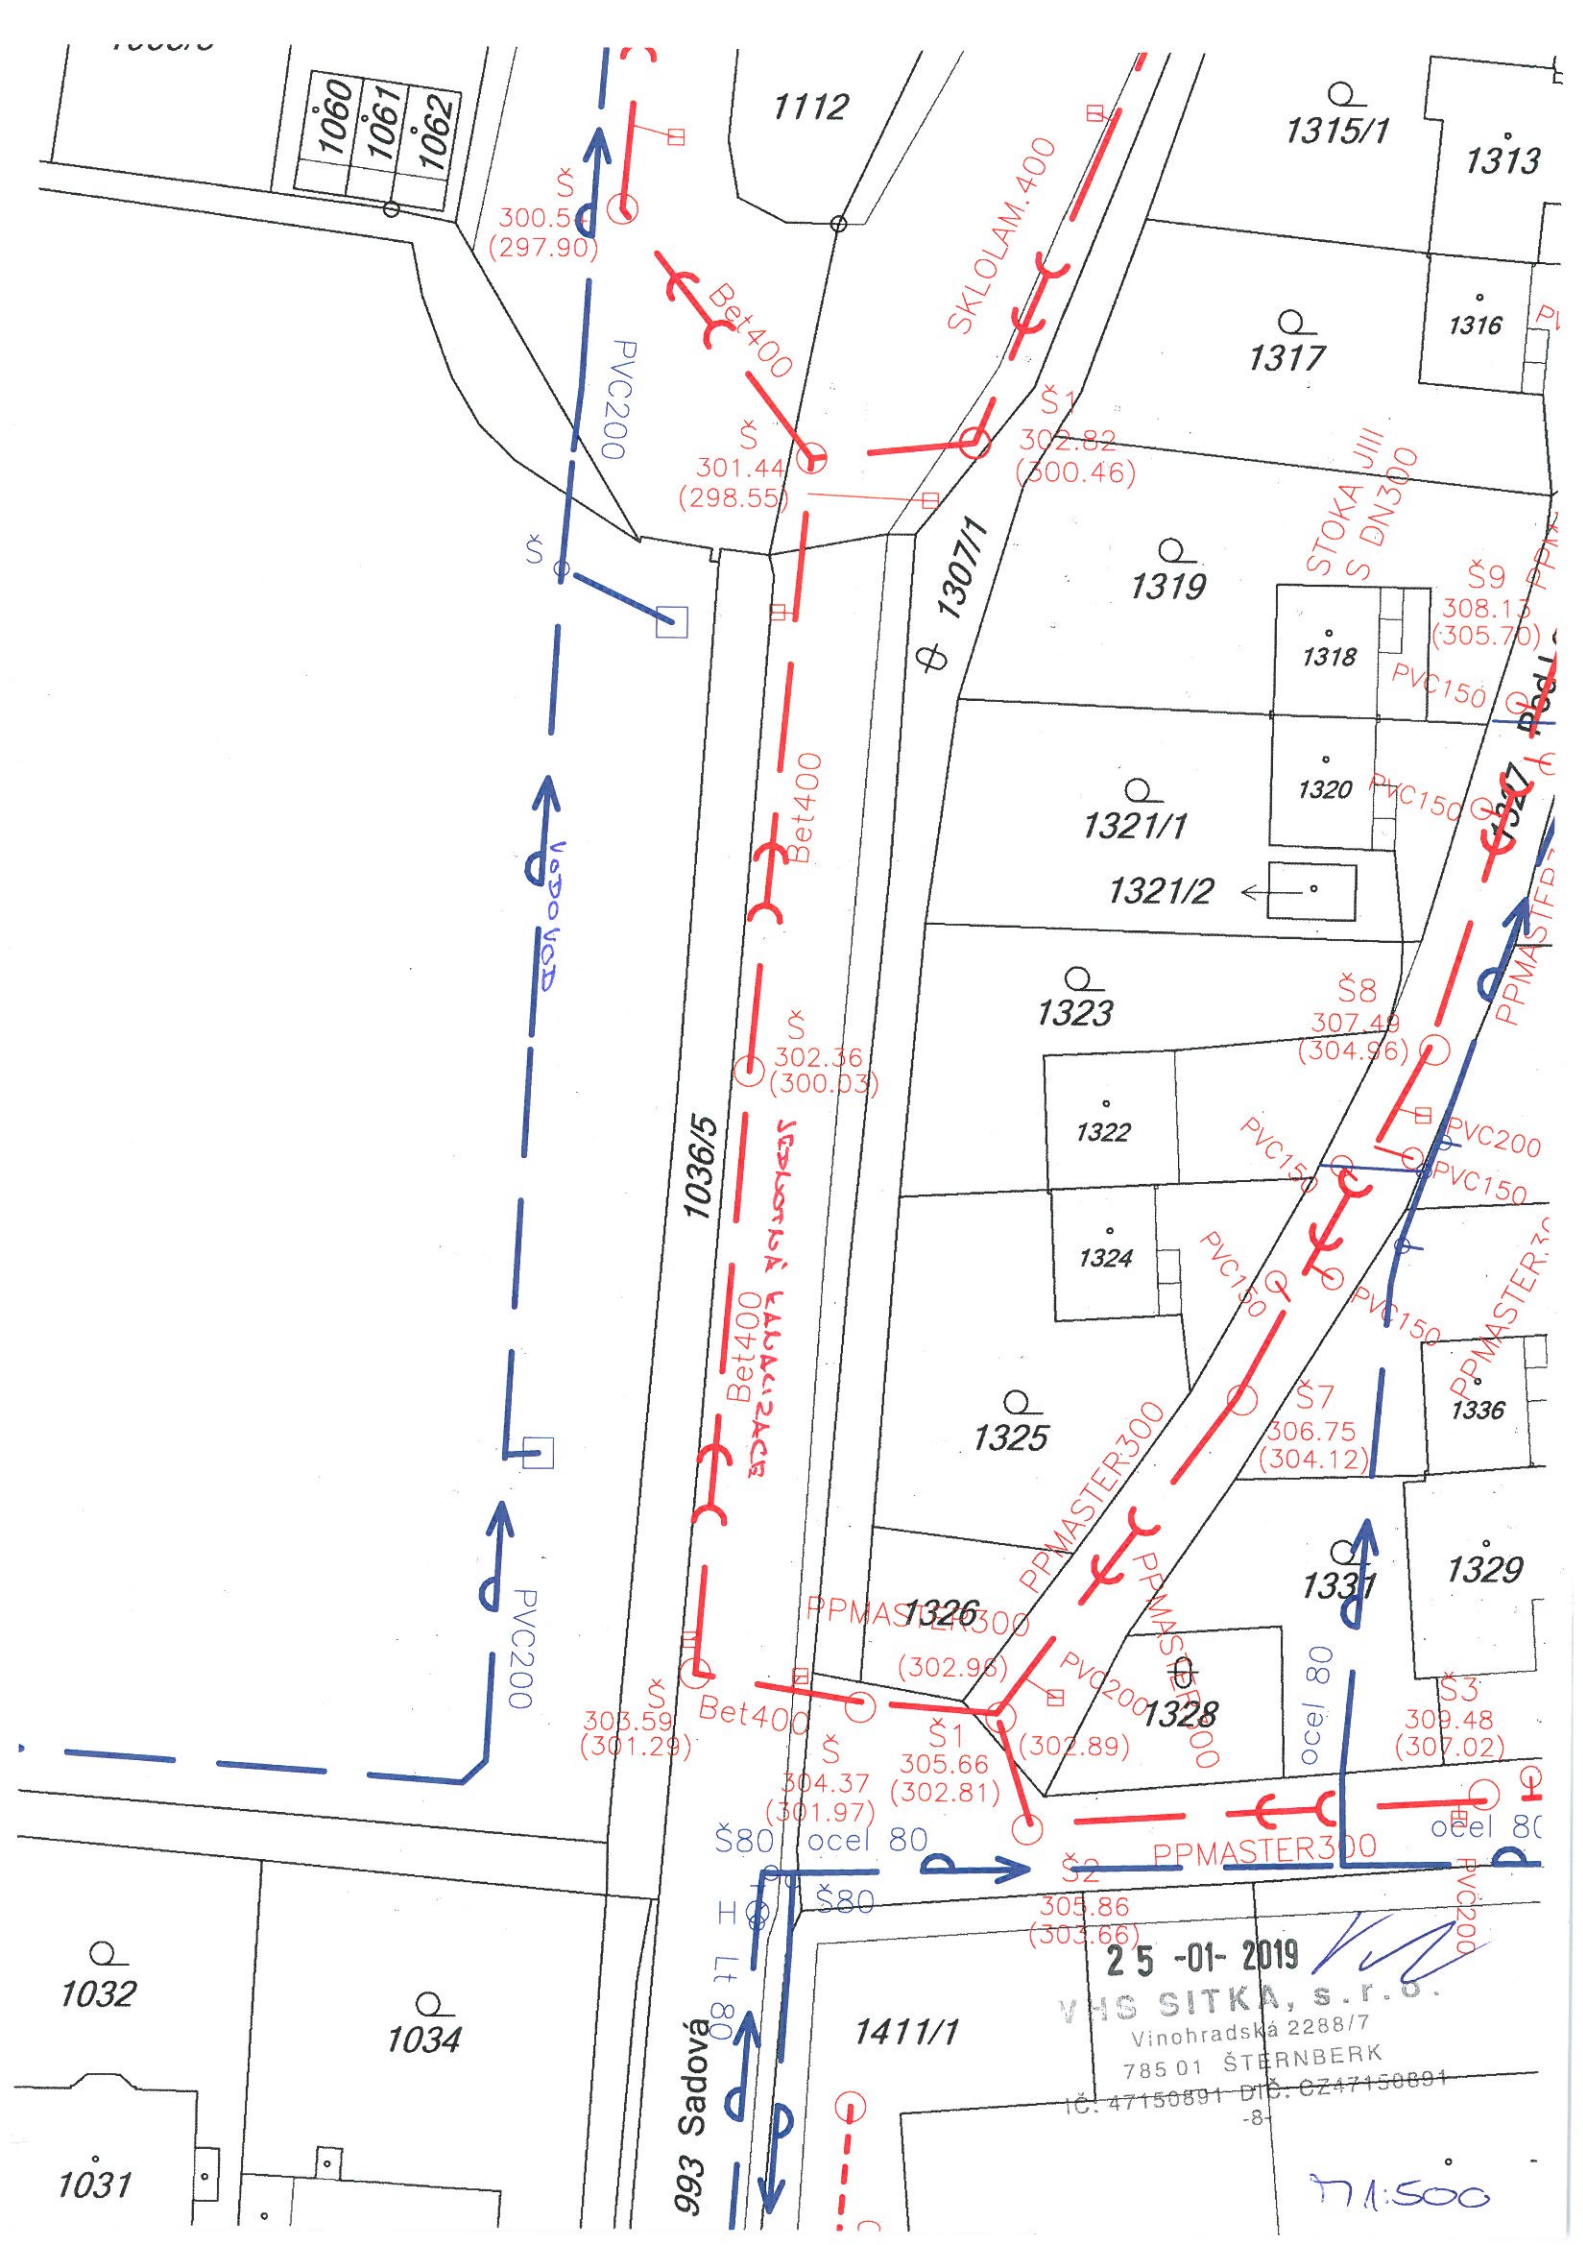 1060
1061
1062
1112
1315/1
1313
Š
300.54
(297.90)
SKLOLAM.400
Bet400
PVC200
1317
1316
Š
301.44
(298.55)
Š1
302.82
(300.46)
STOKA JIII
S DN300
Š
1307/1
1319
1318
Š9
308.13
(305.70)
PVC150
Bet400
1321/1
1320
PVC150
1327
VODOVOD
1321/2
1323
Š8
307.49
(304.96)
Š
302.36
(300.03)
1036/5
JEDNOTNÁ KANALIZACE
1322
PVC200
PVC150
PVC150
1324
PVC150
PVC150
Bet400
1325
Š7
306.75
(304.12)
1336
PPMASTER300
1331
1329
PVC200
PPMASTER300
1326
(302.96)
PVC200
PPMASTER300
1328
ocel 80
Š3
309.48
(307.02)
Š
303.59
(301.29)
Bet400
Š
304.37
(301.97)
Š1
305.66
(302.81)
(302.89)
Š80
ocel 80
PPMASTER300
ocel 80
Š2
305.86
(303.66)
Š80
H
Lt 80
PVC200
25 -01- 2019
VHS SITKA, s.r.o.
Vinohradská 2288/7
785 01 ŠTERNBERK
IČ: 47150891 DIČ: CZ47150891
-8-
1032
1034
1411/1
993 Sadová
1031
M 1:500